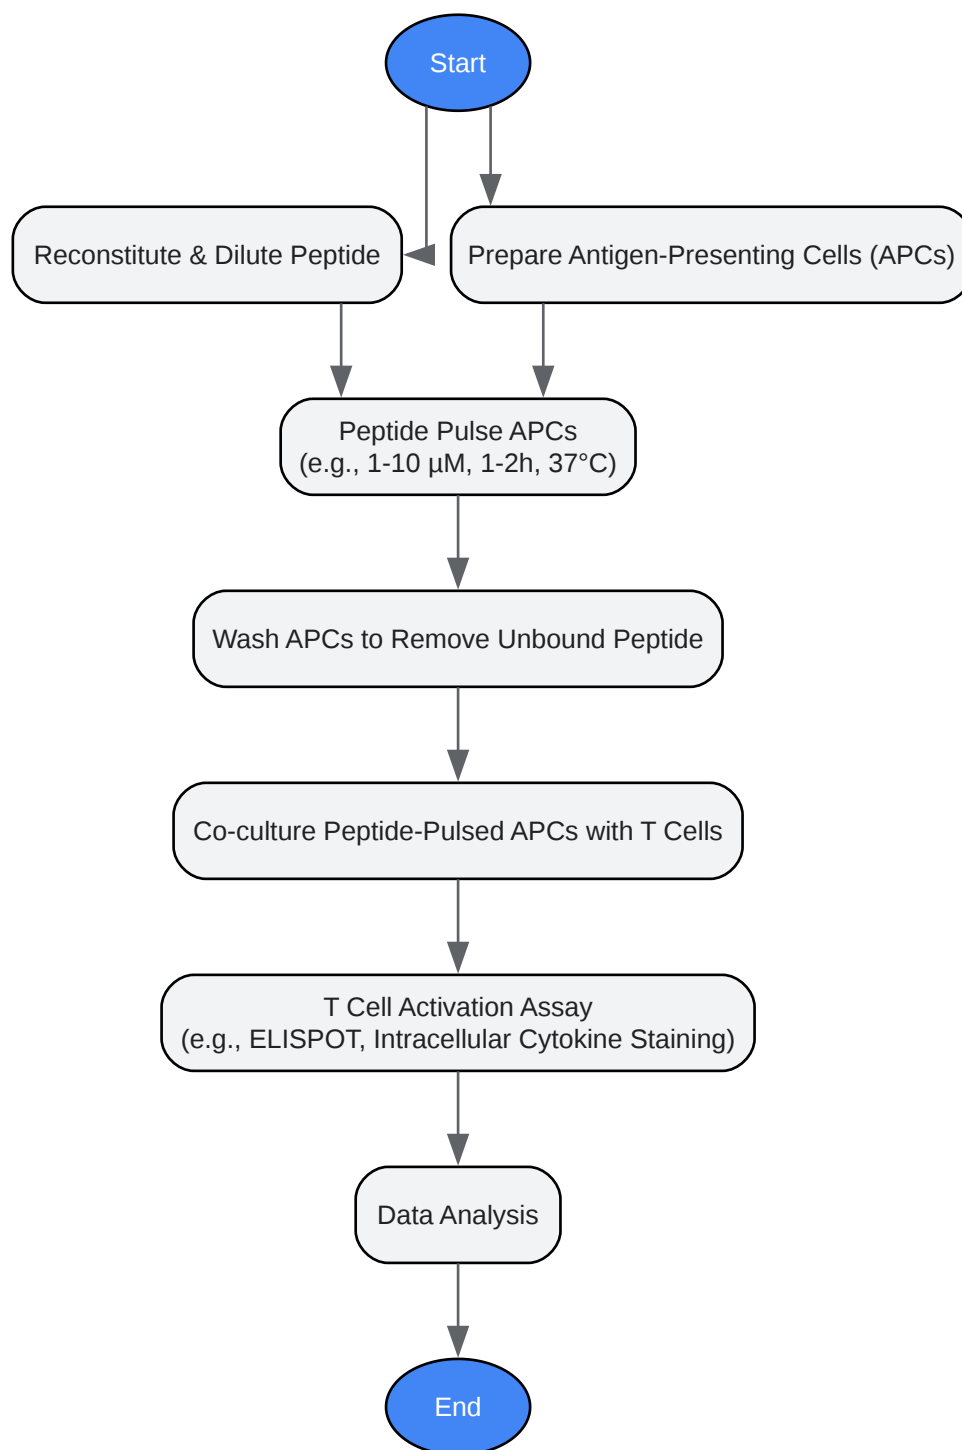 Start
Reconstitute & Dilute Peptide
Prepare Antigen-Presenting Cells (APCs)
Peptide Pulse APCs
(e.g., 1-10 µM, 1-2h, 37°C)
Wash APCs to Remove Unbound Peptide
Co-culture Peptide-Pulsed APCs with T Cells
T Cell Activation Assay
(e.g., ELISPOT, Intracellular Cytokine Staining)
Data Analysis
End